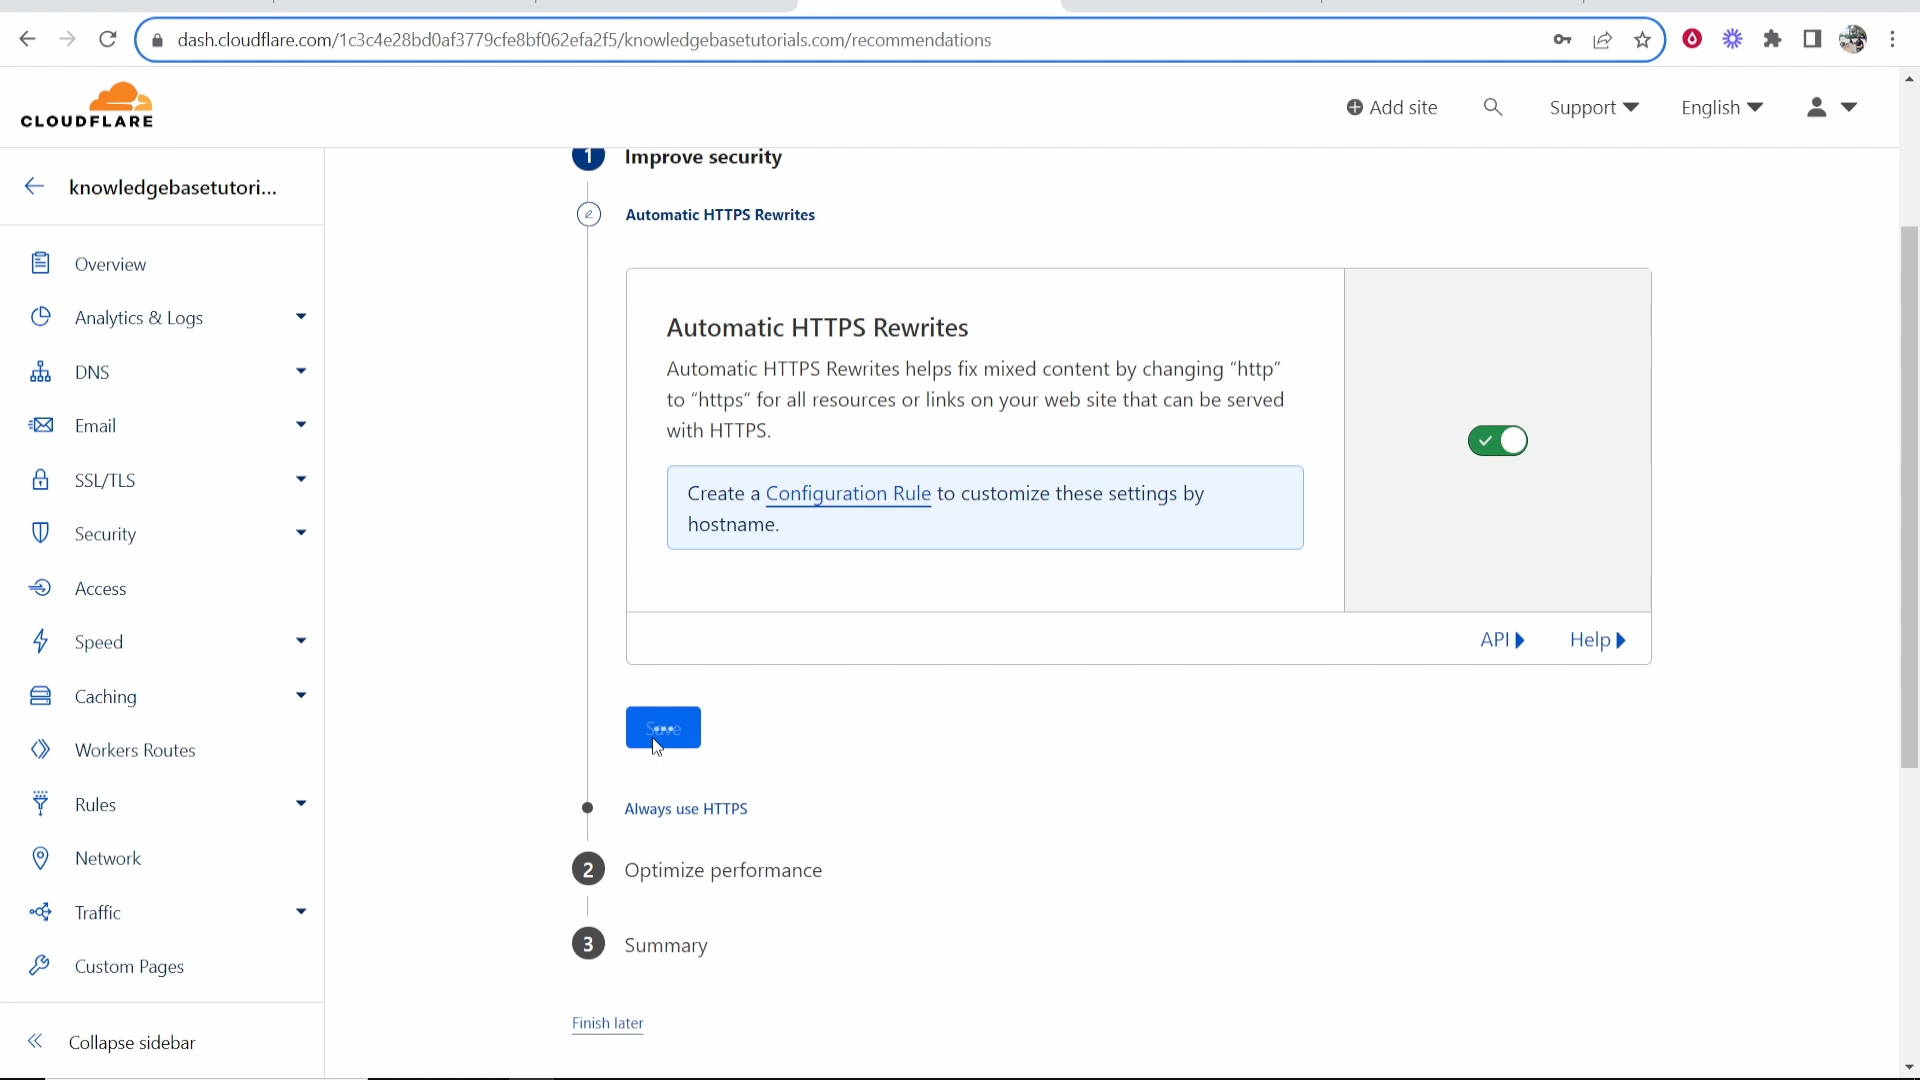 dash.cloudflare.com/1c3c4e28bd0af3779cfe8bf062efa2f5/knowledgebasetutorials.com/recommendations
CLOUDFLARE
Add site
Support
English
knowledgebasetutori...
Overview
Analytics & Logs
DNS
Email
SSL/TLS
Security
Access
Speed
Caching
Workers Routes
Rules
Network
Traffic
Custom Pages
Collapse sidebar
1 Improve security
Automatic HTTPS Rewrites
Automatic HTTPS Rewrites
Automatic HTTPS Rewrites helps fix mixed content by changing “http”
to “https” for all resources or links on your web site that can be served
with HTTPS.
Create a Configuration Rule to customize these settings by
hostname.
API
Help
Save
Always use HTTPS
2 Optimize performance
3 Summary
Finish later